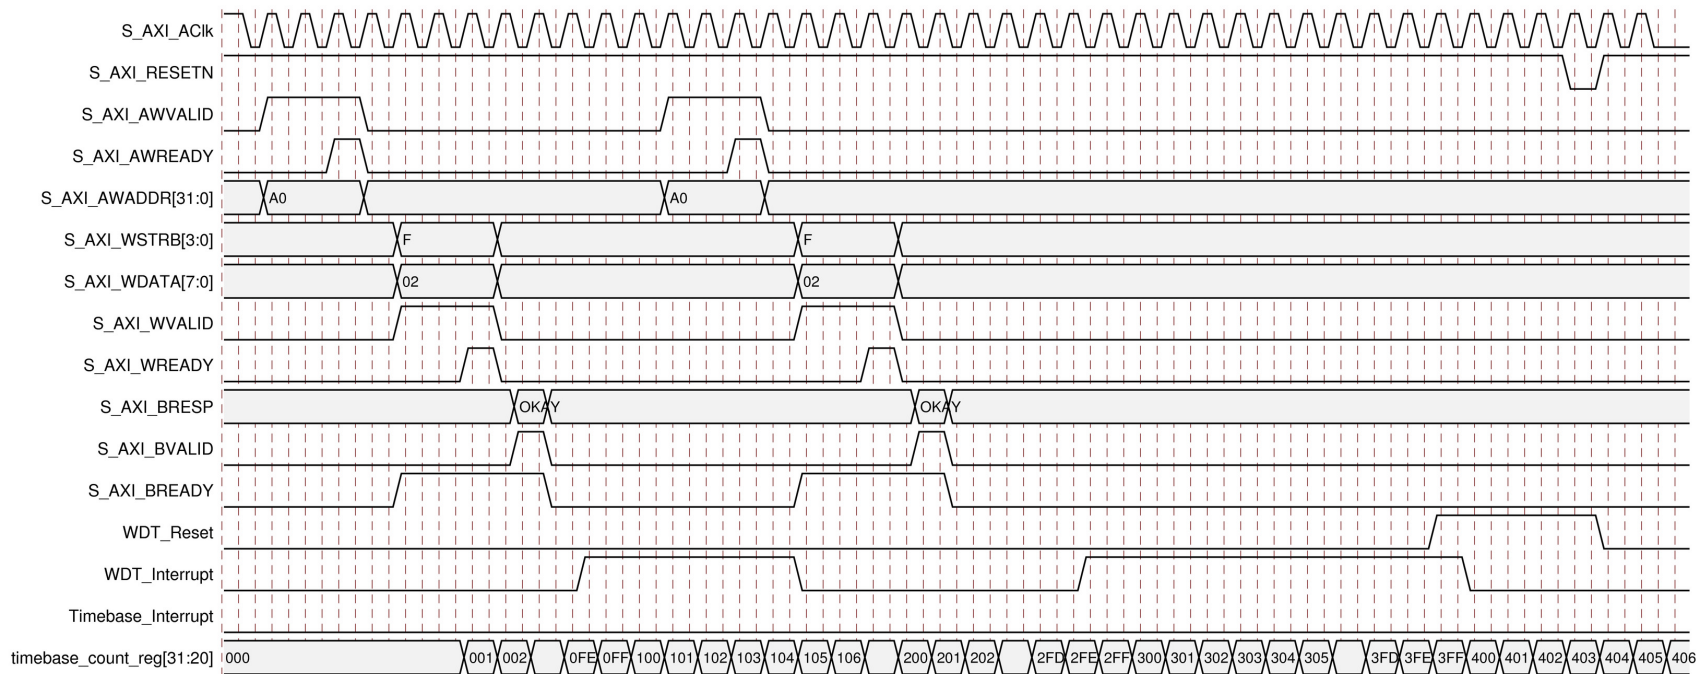 S_AXI_AClk
S_AXI_RESETN
S_AXI_AWVALID
S_AXI_AWREADY
S_AXI_AWADDR[31:0] A0 A0
S_AXI_WSTRB[3:0] F F
S_AXI_WDATA[7:0] 02 02
S_AXI_WVALID
S_AXI_WREADY
S_AXI_BRESP OKAY OKAY
S_AXI_BVALID
S_AXI_BREADY
WDT_Reset
WDT_Interrupt
Timebase_Interrupt
timebase_count_reg[31:20] 000 001 002 0FE 0FF 100 101 102 103 104 105 106 200 201 202 2FD 2FE 2FF 300 301 302 303 304 305 3FD 3FE 3FF 400 401 402 403 404 405 406